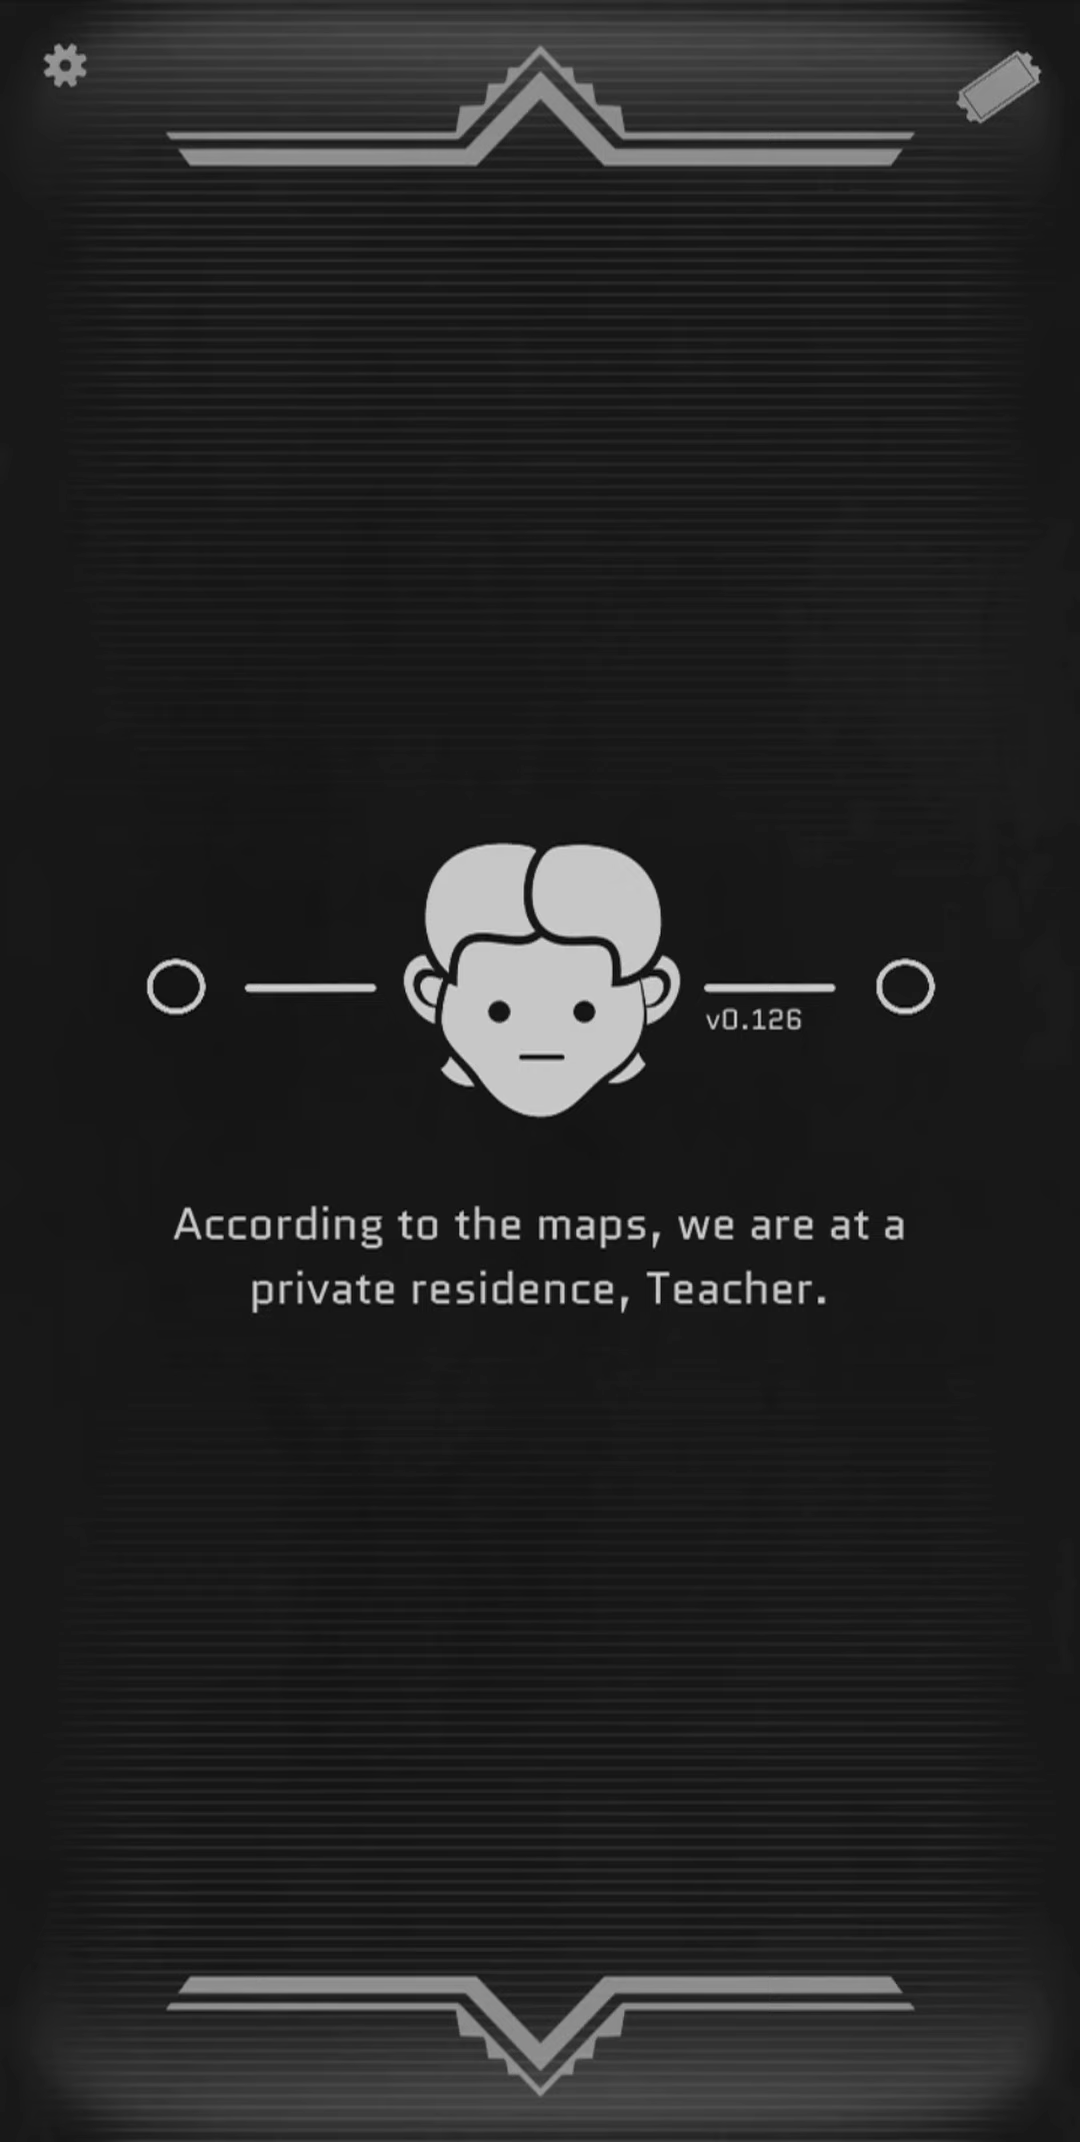 v0.126
According to the maps, we are at a
private residence, Teacher.